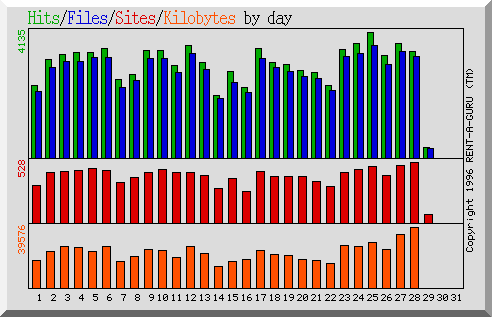 Hits/Files/Sites/Kilobytes by day
4135
528
39576
Copyright 1996 RENT-A-GURU (TM)
1 2 3 4 5 6 7 8 9 10 11 12 13 14 15 16 17 18 19 20 21 22 23 24 25 26 27 28 29 30 31